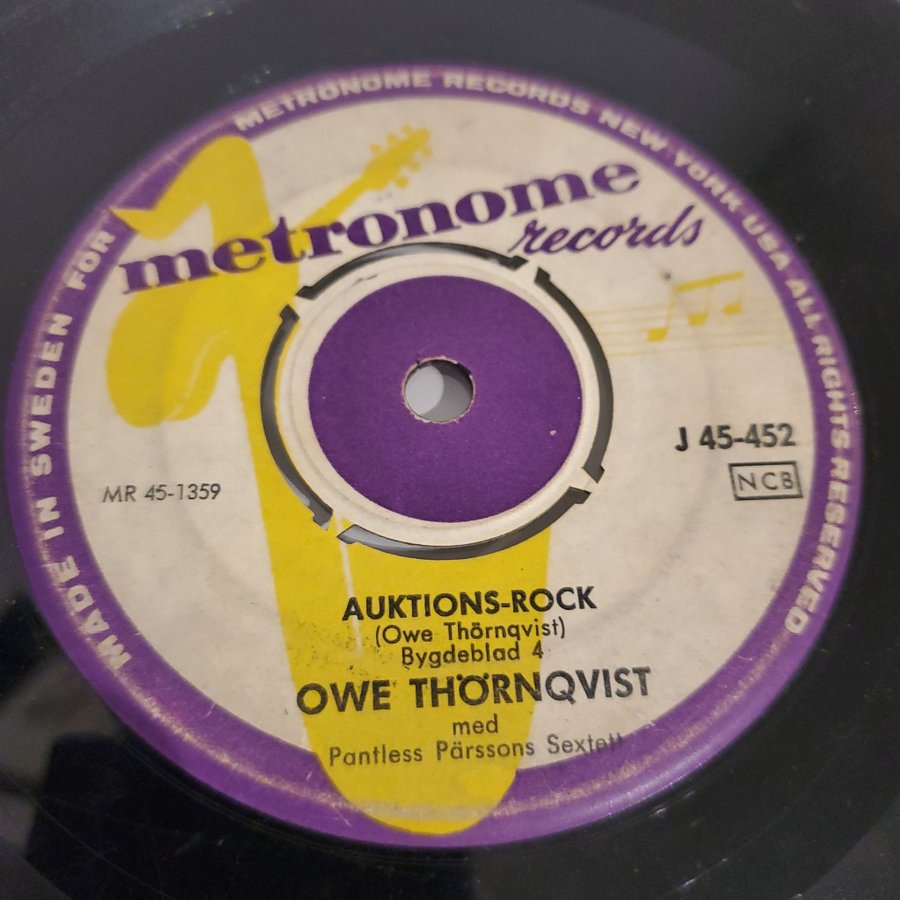 MADE IN SWEDEN FOR METRONOME RECORDS NEW YORK-USA-ALL RIGHTS RESERVED
metronome
records
J 45-452
NCB
MR 45-1359
AUKTIONS-ROCK
(Owe Thörnqvist)
Bygdeblad 4
OWE THÖRNQVIST
med
Pantless Pärssons Sextett